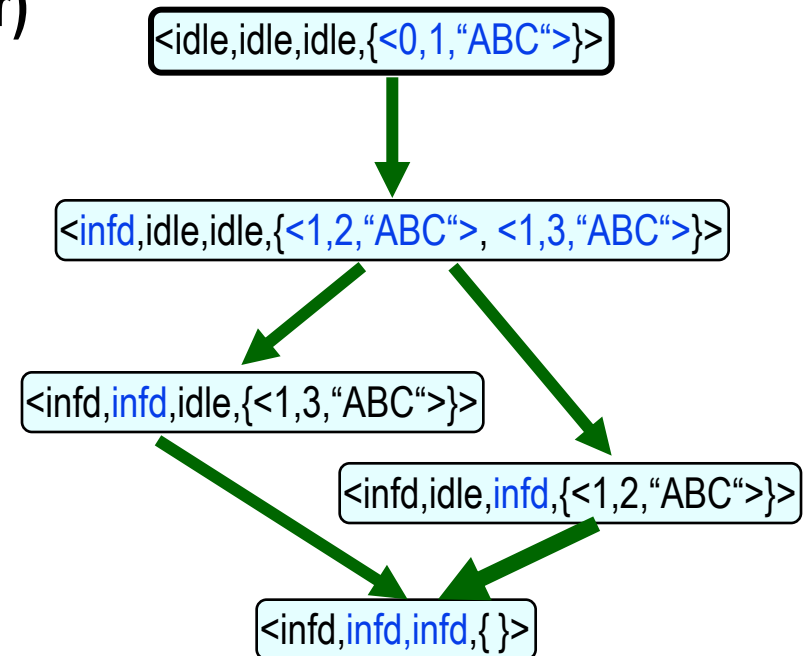 r)
<idle,idle,idle,{<0,1,“ABC“>}>
<infd,idle,idle,{<1,2,“ABC“>, <1,3,“ABC“>}>
<infd,infd,idle,{<1,3,“ABC“>}>
<infd,idle,infd,{<1,2,“ABC“>}>
<infd,infd,infd,{ }>